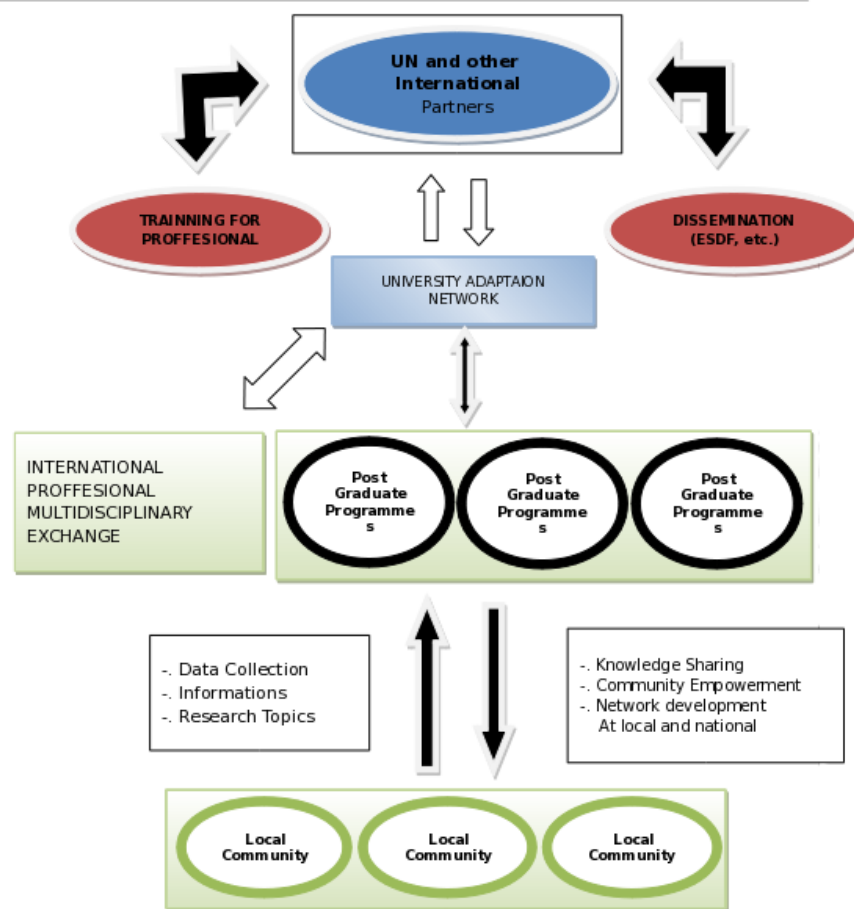 UN and other
International
Partners
TRAINNING FOR
PROFFESIONAL
DISSEMINATION
(ESDF, etc.)
UNIVERSITY ADAPTAION
NETWORK
INTERNATIONAL
PROFFESIONAL
MULTIDISCIPLINARY
EXCHANGE
Post
Graduate
Programme
s
Post
Graduate
Programme
s
Post
Graduate
Programme
s
-. Data Collection
-. Informations
-. Research Topics
-. Knowledge Sharing
-. Community Empowerment
-. Network development
At local and national
Local
Community
Local
Community
Local
Community